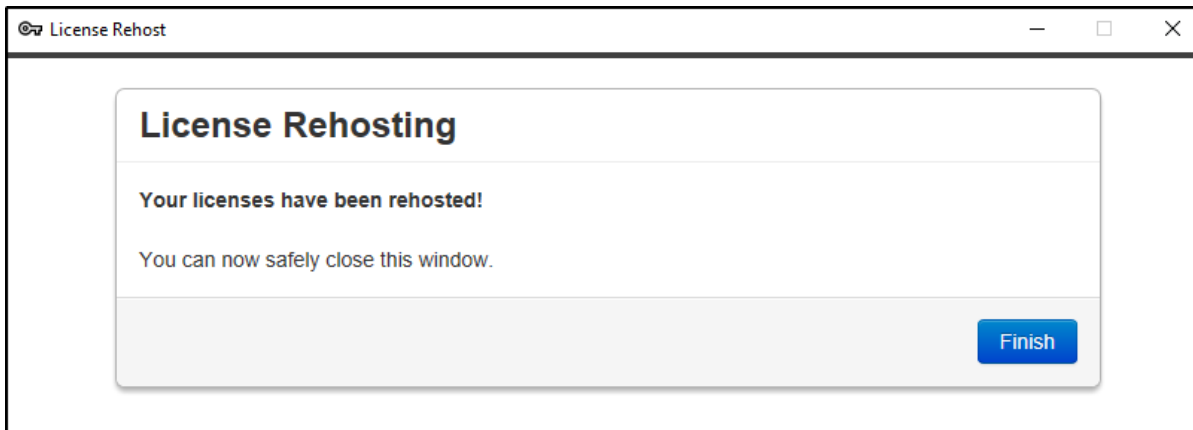 License Rehost
License Rehosting
Your licenses have been rehosted!
You can now safely close this window.
Finish